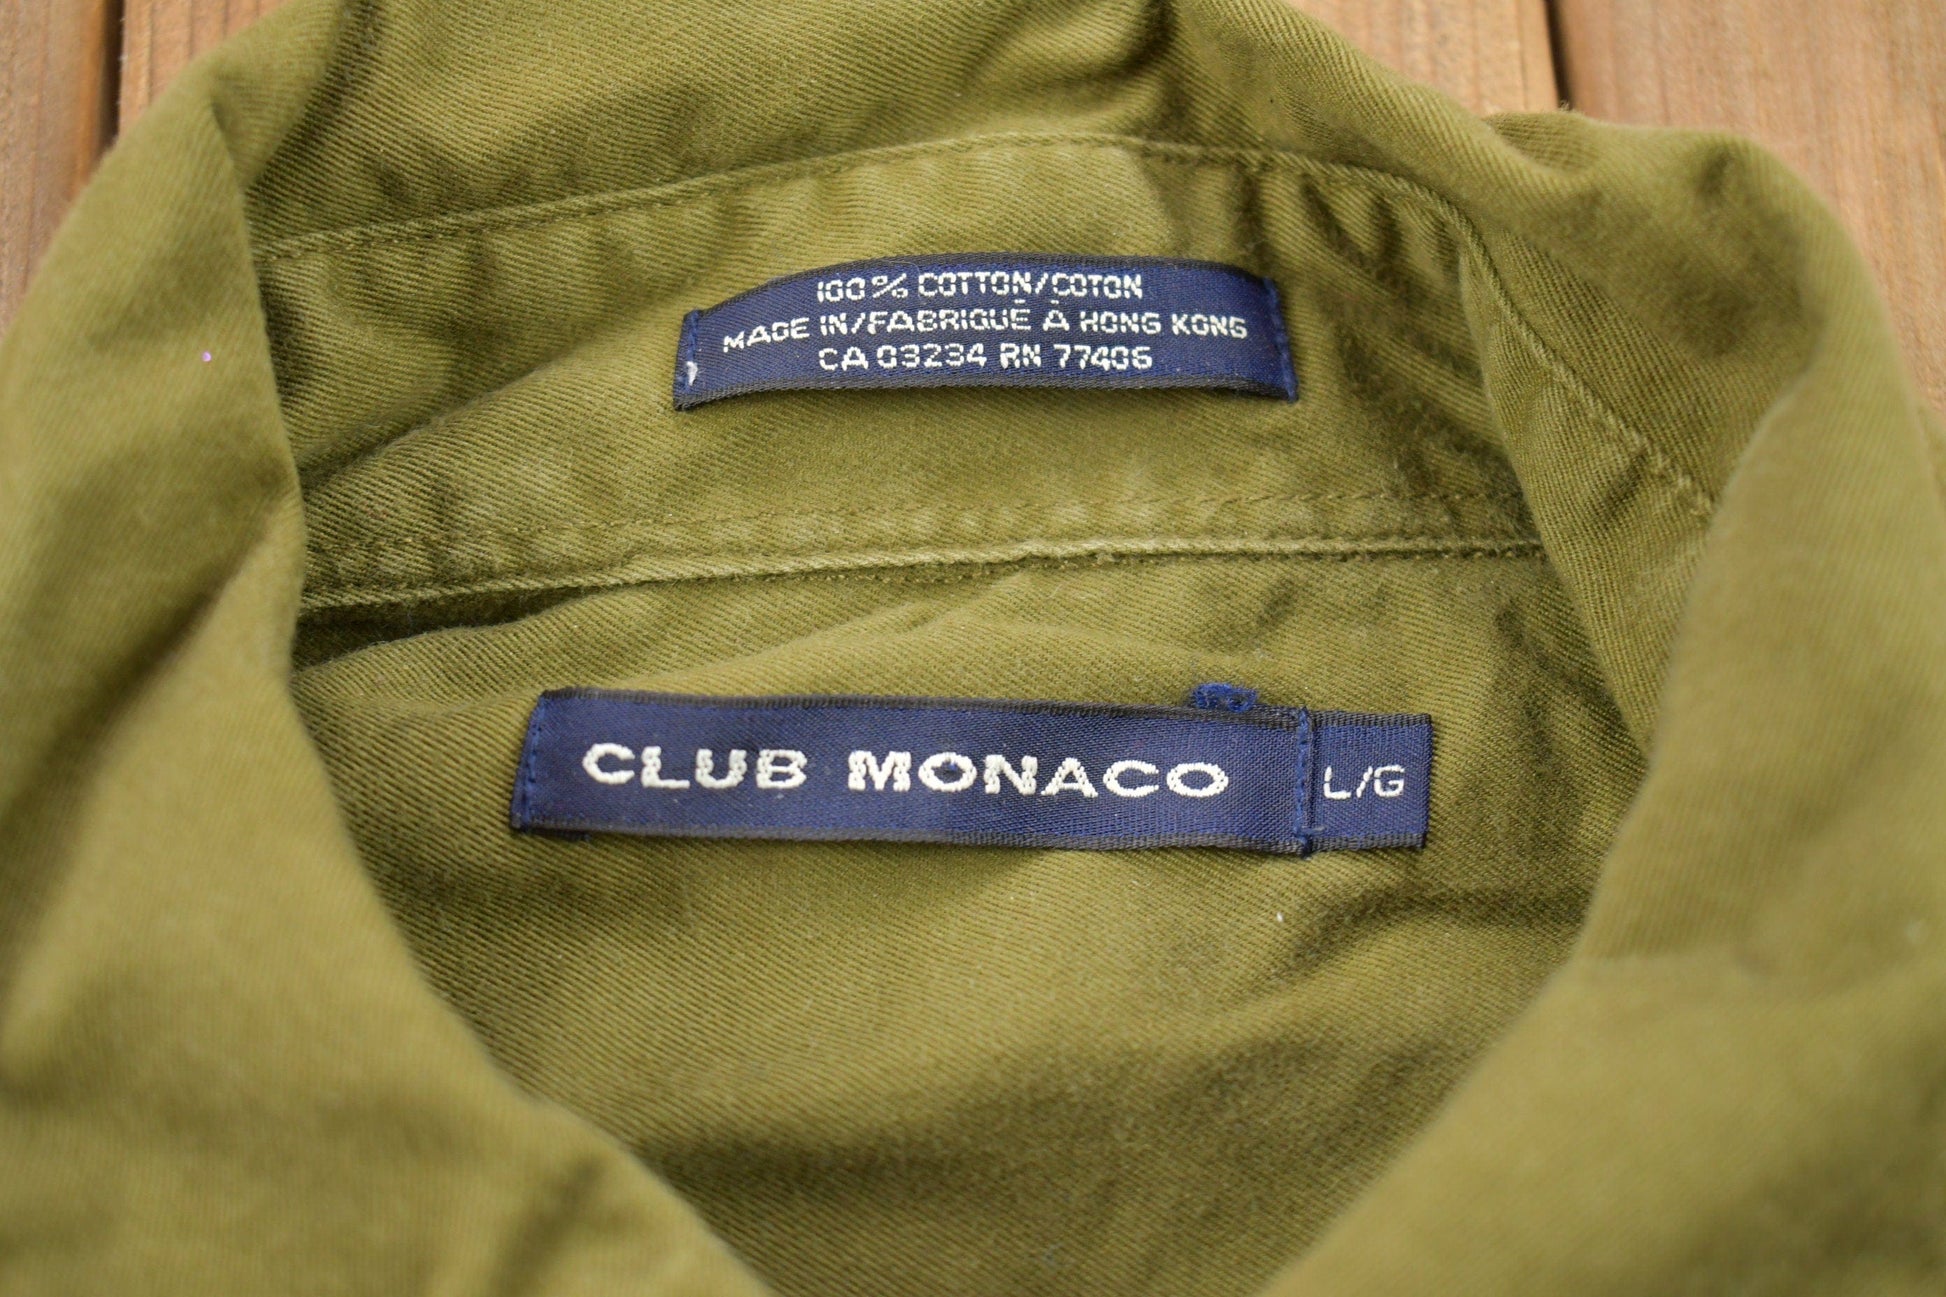 100% COTTON/COTON
MADE IN/FABRIQUÉ À HONG KONG
CA 03234 RN 77406
CLUB MONACO
L/G